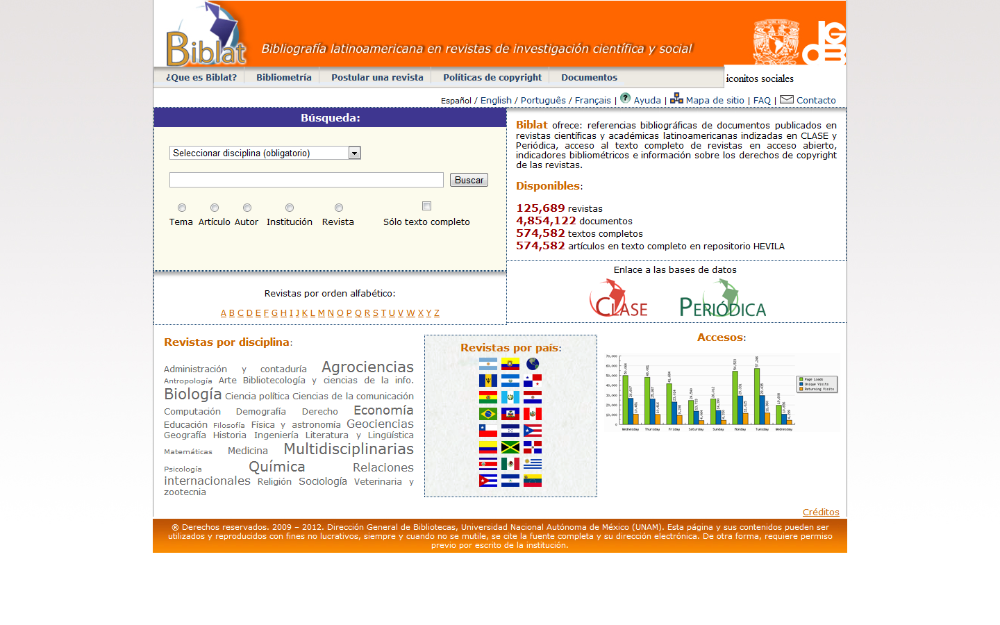 Biblat
Bibliografía latinoamericana en revistas de investigación científica y social
IG
DB
¿Que es Biblat?
Bibliometría
Postular una revista
Políticas de copyright
Documentos
iconitos sociales
Español / English / Português / Français | Ayuda | Mapa de sitio | FAQ | Contacto
Búsqueda:
Seleccionar disciplina (obligatorio)
Buscar
Tema Artículo Autor Institución Revista Sólo texto completo
Biblat ofrece: referencias bibliográficas de documentos publicados en
revistas científicas y académicas latinoamericanas indizadas en CLASE y
Periódica, acceso al texto completo de revistas en acceso abierto,
indicadores bibliométricos e información sobre los derechos de copyright
de las revistas.
Disponibles:
125,689 revistas
4,854,122 documentos
574,582 textos completos
574,582 artículos en texto completo en repositorio HEVILA
Revistas por orden alfabético:
A B C D E F G H I J K L M N O P Q R S T U V W X Y Z
Enlace a las bases de datos
CLASE
PERIÓDICA
Revistas por disciplina:
Administración y contaduría Agrociencias
Antropología Arte Bibliotecología y ciencias de la info.
Biología Ciencia política Ciencias de la comunicación
Computación Demografía Derecho Economía
Educación Filosofía Física y astronomía Geociencias
Geografía Historia Ingeniería Literatura y Lingüística
Matemáticas Medicina Multidisciplinarias
Psicología Química Relaciones
internacionales Religión Sociología Veterinaria y
zootecnia
Revistas por país:
Accesos:
70,000
60,000
50,000
40,000
30,000
20,000
10,000
0
Wednesday Thursday Friday Saturday Sunday Monday Tuesday Wednesday
Page Loads
Unique Visits
Returning Visits
Créditos
® Derechos reservados. 2009 – 2012. Dirección General de Bibliotecas, Universidad Nacional Autónoma de México (UNAM). Esta página y sus contenidos pueden ser
utilizados y reproducidos con fines no lucrativos, siempre y cuando no se mutile, se cite la fuente completa y su dirección electrónica. De otra forma, requiere permiso
previo por escrito de la institución.